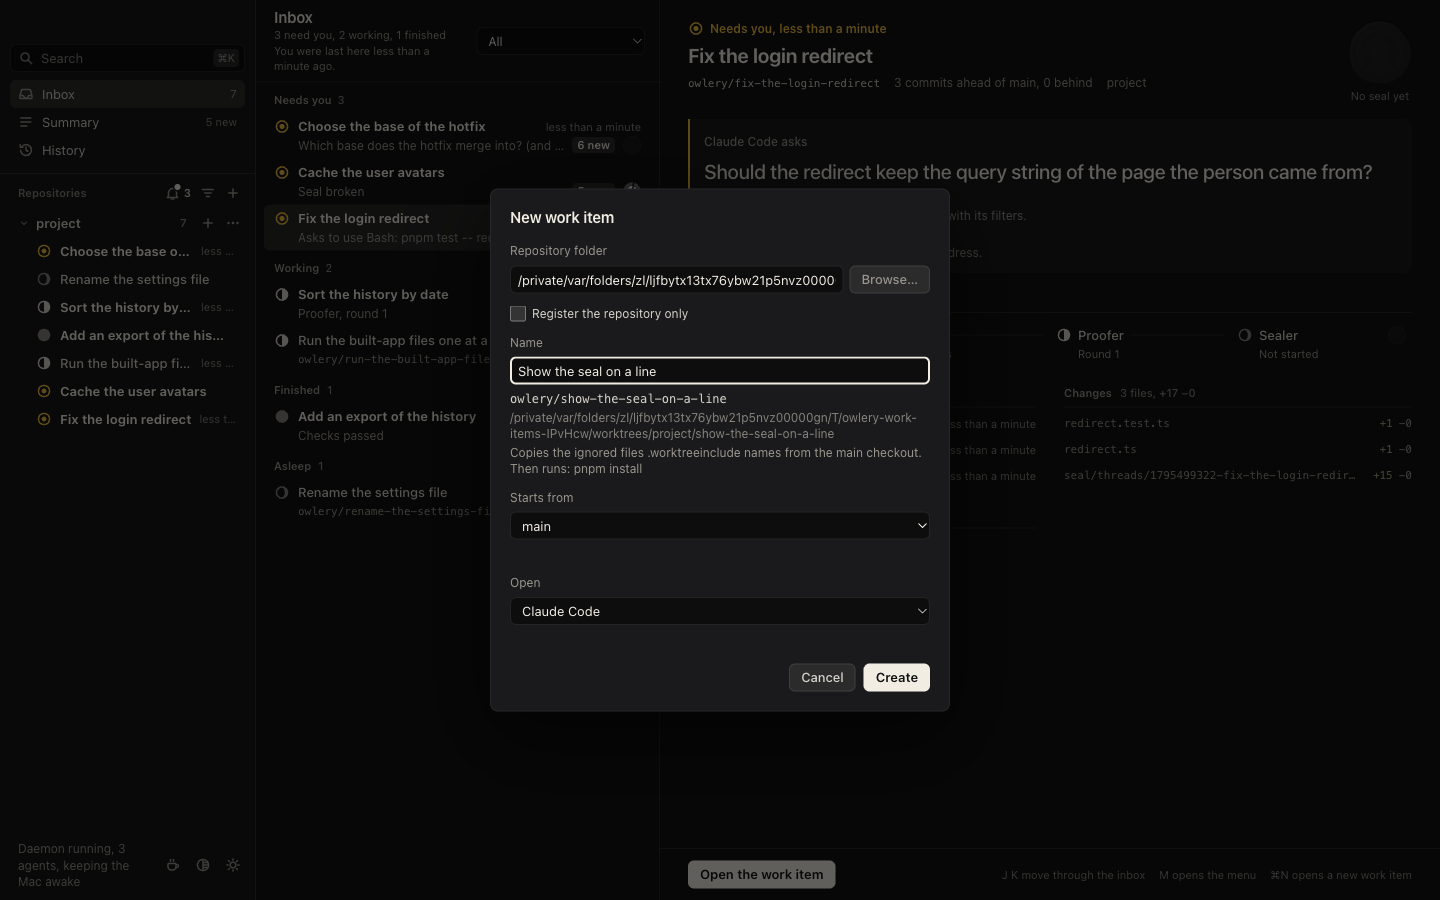 Search
⌘K
Inbox
7
Summary
5 new
History
Repositories
3
project
7
Choose the base o...
less ...
Rename the settings file
Sort the history by...
less ...
Add an export of the his...
Run the built-app fi...
less ...
Cache the user avatars
Fix the login redirect
less t...
Daemon running, 3
agents, keeping the
Mac awake
Inbox
3 need you, 2 working, 1 finished
You were last here less than a
minute ago.
All
Needs you 3
Choose the base of the hotfix
less than a minute
Which base does the hotfix merge into? (and ...
6 new
Cache the user avatars
Seal broken
Fix the login redirect
Asks to use Bash: pnpm test -- re
Working 2
Sort the history by date
Proofer, round 1
Run the built-app files one at a
owlery/run-the-built-app-file
Finished 1
Add an export of the history
Checks passed
Asleep 1
Rename the settings file
owlery/rename-the-settings-fi
Needs you, less than a minute
Fix the login redirect
owlery/fix-the-login-redirect 3 commits ahead of main, 0 behind project
No seal yet
Claude Code asks
Should the redirect keep the query string of the page the person came from?
with its filters.
dress.
Proofer
Round 1
Sealer
Not started
Changes 3 files, +17 −0
ss than a minute
redirect.test.ts
+1 −0
ss than a minute
redirect.ts
+1 −0
ss than a minute
seal/threads/1795499322-fix-the-login-redir…
+15 −0
Open the work item
J K move through the inbox
M opens the menu
⌘N opens a new work item
New work item
Repository folder
/private/var/folders/zl/ljfbytx13tx76ybw21p5nvz0000
Browse...
Register the repository only
Name
Show the seal on a line
owlery/show-the-seal-on-a-line
/private/var/folders/zl/ljfbytx13tx76ybw21p5nvz00000gn/T/owlery-work-
items-IPvHcw/worktrees/project/show-the-seal-on-a-line
Copies the ignored files .worktreeinclude names from the main checkout.
Then runs: pnpm install
Starts from
main
Open
Claude Code
Cancel
Create